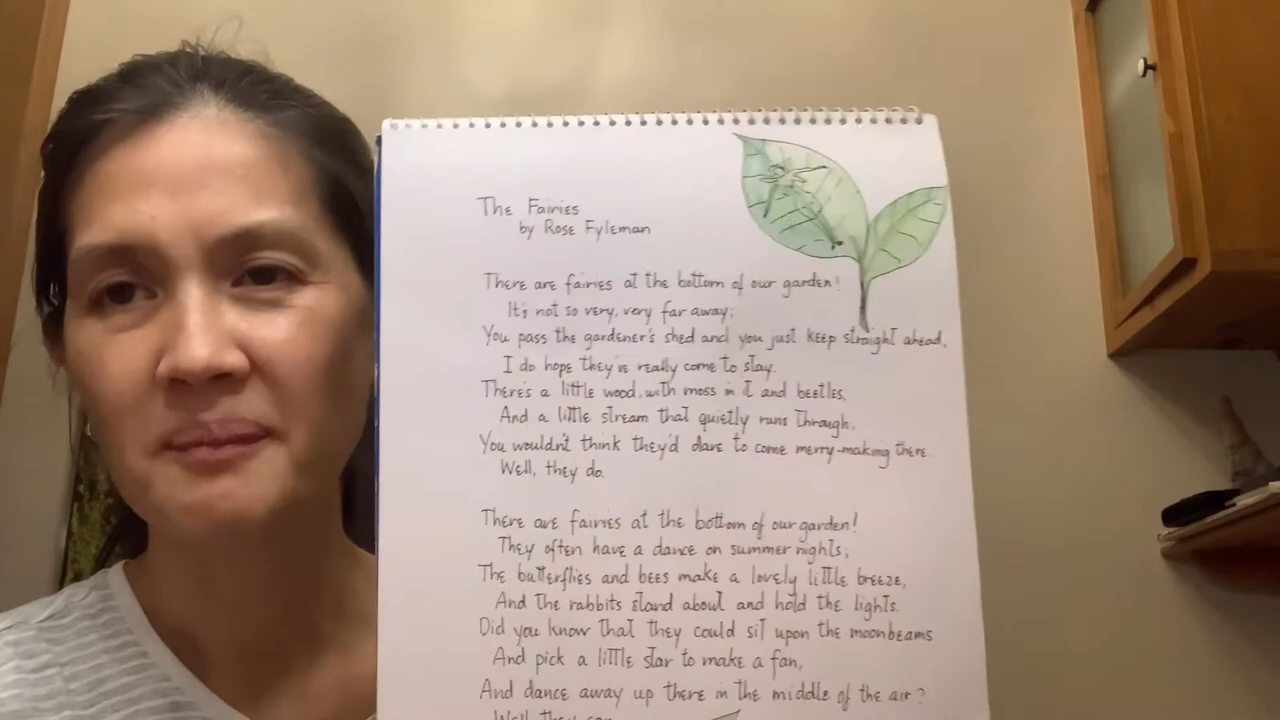 The Fairies
by Rose Fyleman
There are fairies at the bottom of our garden!
It's not so very, very far away;
You pass the gardener's shed and you just keep straight ahead,
I do hope they've really come to stay.
There's a little wood, with moss in it and beetles,
And a little stream that quietly runs through;
You wouldn't think they'd dare to come merry-making there
Well, they do.
There are fairies at the bottom of our garden!
They often have a dance on summer nights;
The butterflies and bees make a lovely little breeze,
And the rabbits stand about and hold the lights.
Did you know that they could sit upon the moonbeams
And pick a little star to make a fan,
And dance away up there in the middle of the air?
Well, they can.